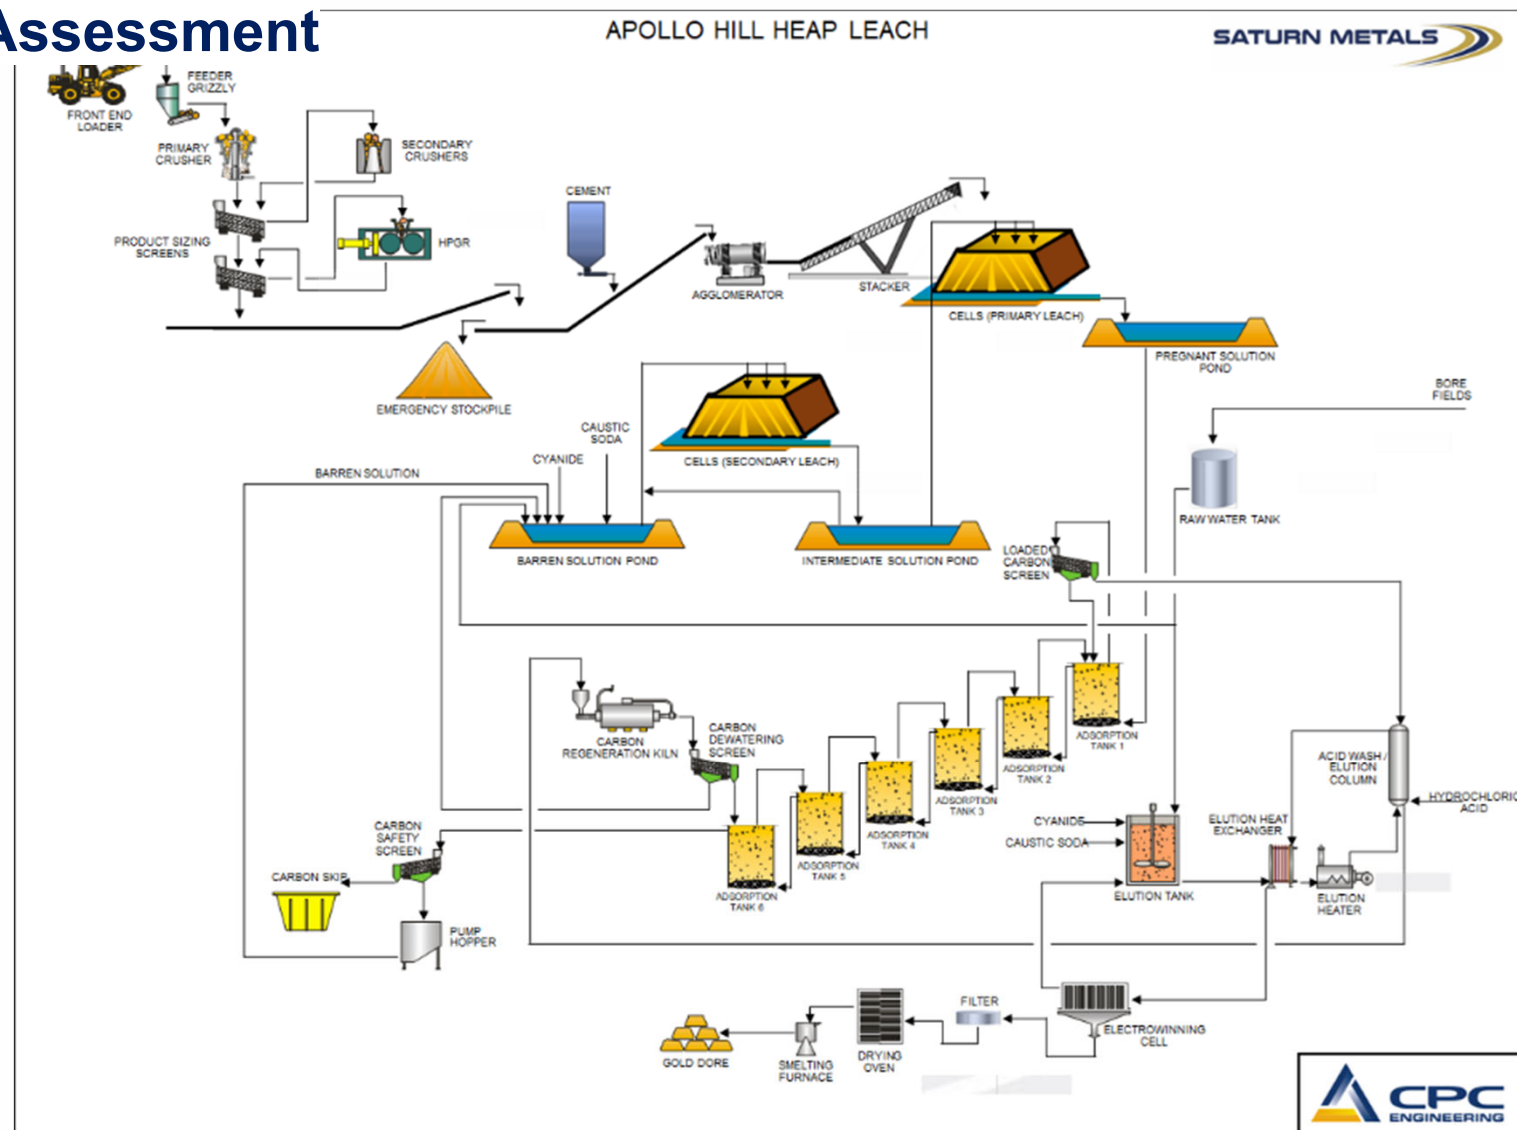 Assessment
APOLLO HILL HEAP LEACH
SATURN METALS
FEEDER
GRIZZLY
FRONT END
LOADER
PRIMARY
CRUSHER
SECONDARY
CRUSHERS
CEMENT
PRODUCT SIZING
SCREENS
HPGR
AGGLOMERATOR
STACKER
CELLS (PRIMARY LEACH)
PREGNANT SOLUTION
POND
EMERGENCY STOCKPILE
BORE
FIELDS
CAUSTIC
SODA
CYANIDE
CELLS (SECONDARY LEACH)
BARREN SOLUTION
RAW WATER TANK
BARREN SOLUTION POND
INTERMEDIATE SOLUTION POND
LOADED
CARBON
SCREEN
CARBON
REGENERATION KILN
CARBON
DEWATERING
SCREEN
ADSORPTION
TANK 1
ADSORPTION
TANK 2
ADSORPTION
TANK 3
ADSORPTION
TANK 4
ADSORPTION
TANK 5
ADSORPTION
TANK 6
ACID WASH /
ELUTION
COLUMN
HYDROCHLORIC
ACID
CYANIDE
CAUSTIC SODA
ELUTION HEAT
EXCHANGER
ELUTION TANK
ELUTION
HEATER
CARBON
SAFETY
SCREEN
CARBON SKIP
PUMP
HOPPER
FILTER
ELECTROWINNING
CELL
DRYING
OVEN
SMELTING
FURNACE
GOLD DORE
CPC
ENGINEERING